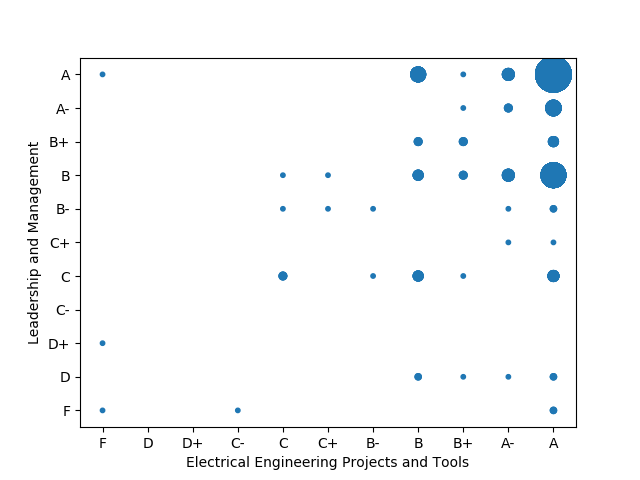 A
A-
B+
B
B-
C+
C
C-
D+
D
F
Leadership and Management
F D D+ C- C C+ B- B B+ A- A
Electrical Engineering Projects and Tools